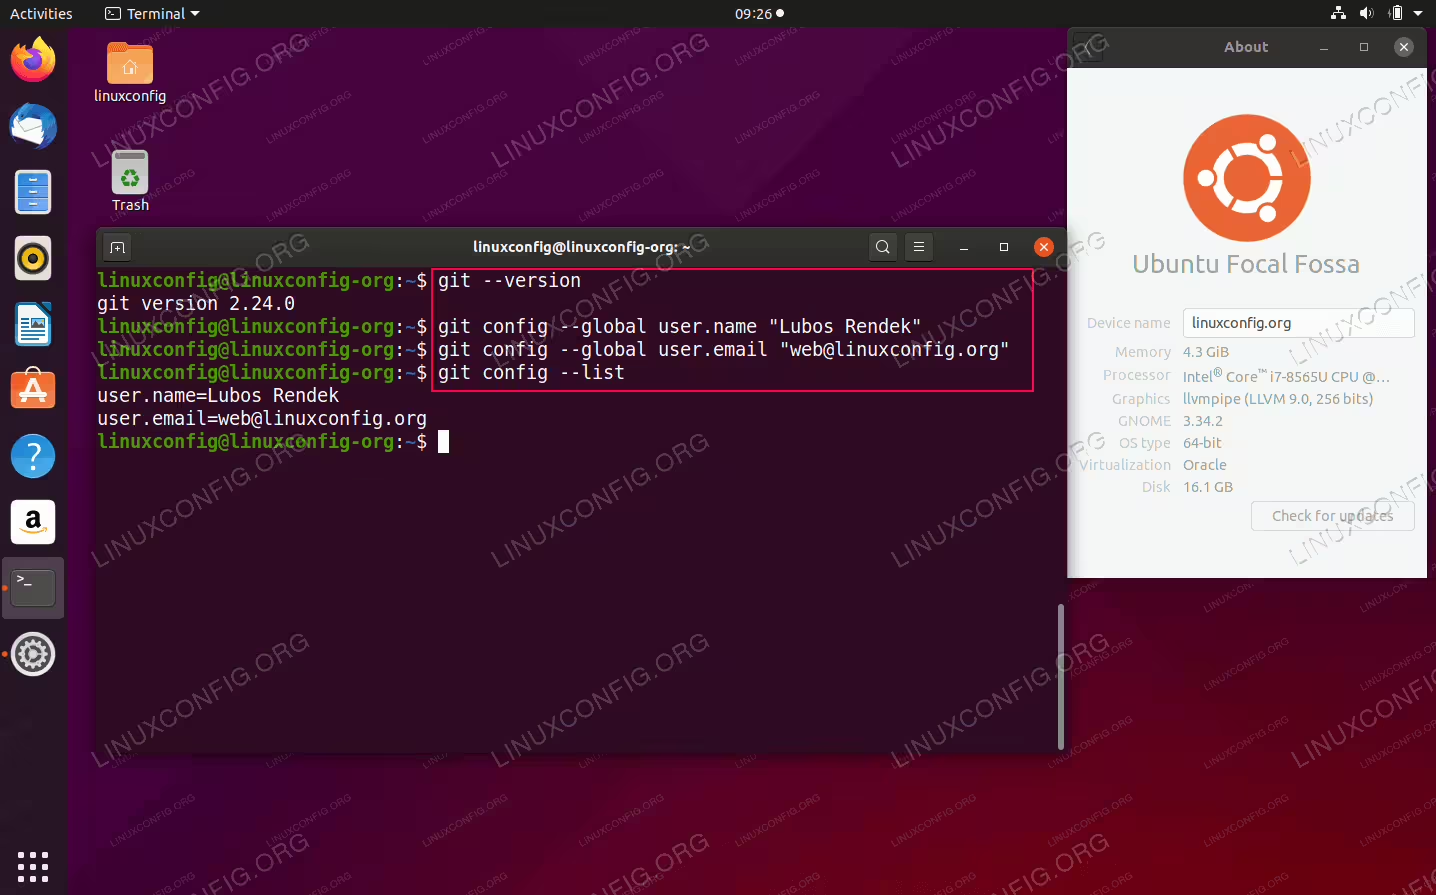 Activities
Terminal
09:26
linuxconfig
Trash
linuxconfig@linuxconfig-org: ~
linuxconfig@linuxconfig-org:~$ git --version
git version 2.24.0
linuxconfig@linuxconfig-org:~$ git config --global user.name "Lubos Rendek"
linuxconfig@linuxconfig-org:~$ git config --global user.email "web@linuxconfig.org"
linuxconfig@linuxconfig-org:~$ git config --list
user.name=Lubos Rendek
user.email=web@linuxconfig.org
linuxconfig@linuxconfig-org:~$
About
Ubuntu Focal Fossa
Device name linuxconfig.org
Memory 4.3 GiB
Processor Intel® Core™ i7-8565U CPU @…
Graphics llvmpipe (LLVM 9.0, 256 bits)
GNOME 3.34.2
OS type 64-bit
Virtualization Oracle
Disk 16.1 GB
Check for updates
LINUXCONFIG.ORG